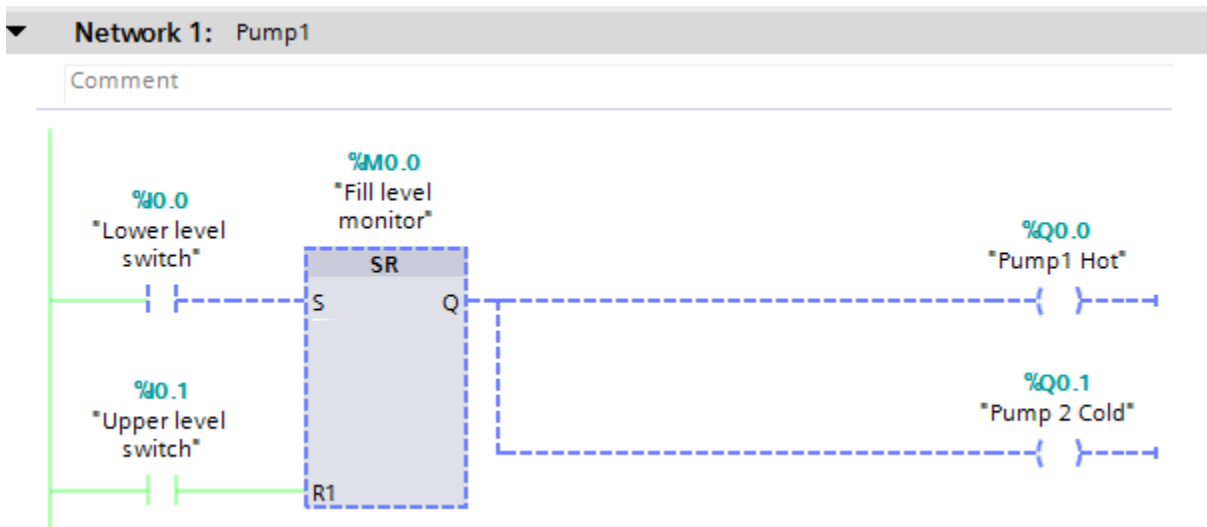 Network 1: Pump1
Comment
%M0.0
"Fill level
monitor"
%I0.0
"Lower level
switch"
SR
S
Q
%Q0.0
"Pump1 Hot"
%I0.1
"Upper level
switch"
R1
%Q0.1
"Pump 2 Cold"